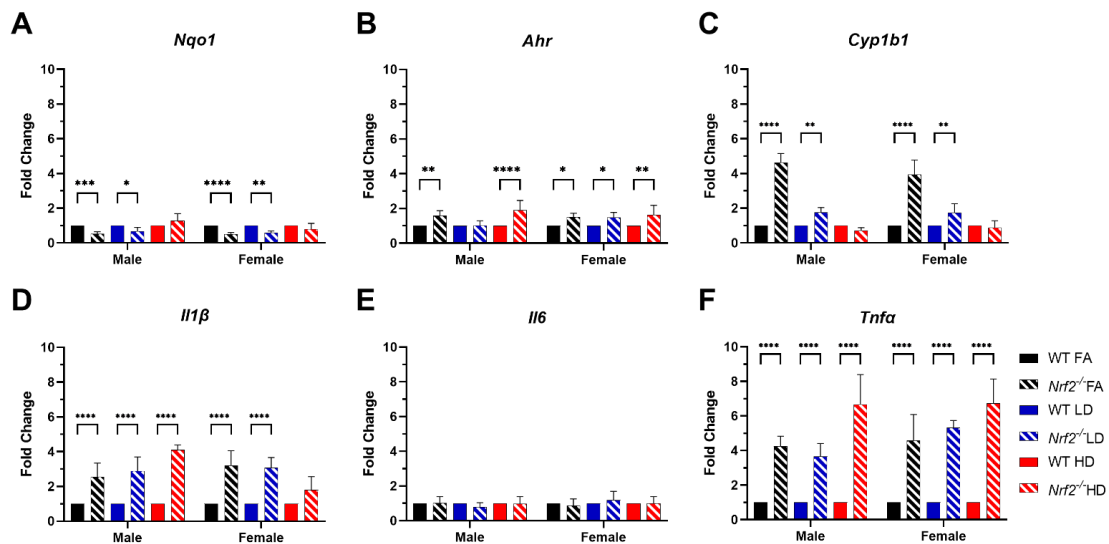 A
Nqo1
Fold Change
10
8
6
4
2
0
***
*
****
**
Male
Female
B
Ahr
Fold Change
10
8
6
4
2
0
**
****
*
*
**
Male
Female
C
Cyp1b1
Fold Change
10
8
6
4
2
0
****
**
****
**
Male
Female
D
Il1β
Fold Change
10
8
6
4
2
0
****
****
****
****
****
Male
Female
E
Il6
Fold Change
10
8
6
4
2
0
Male
Female
F
Tnfα
Fold Change
10
8
6
4
2
0
****
****
****
****
****
****
Male
Female
WT FA
Nrf2⁻/⁻FA
WT LD
Nrf2⁻/⁻LD
WT HD
Nrf2⁻/⁻HD